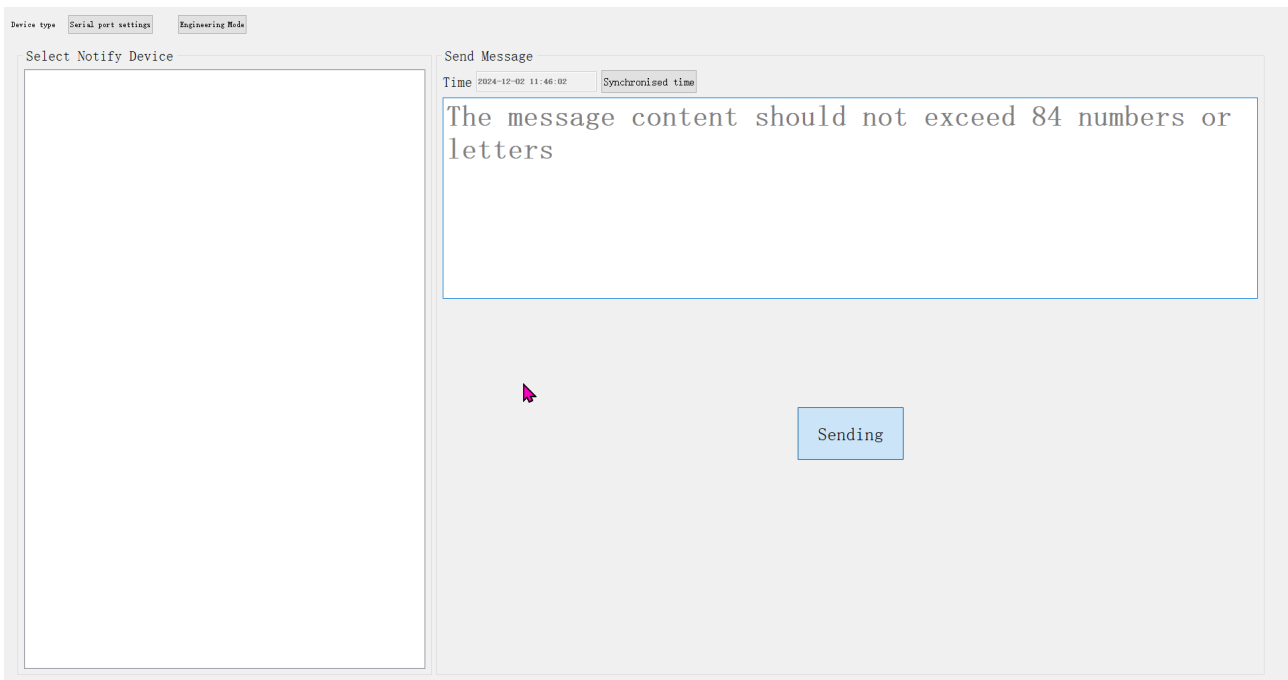 Device type Serial port settings Engineering Mode
Select Notify Device
Send Message
Time 2024-12-02 11:46:02 Synchronised time
The message content should not exceed 84 numbers or
letters
Sending